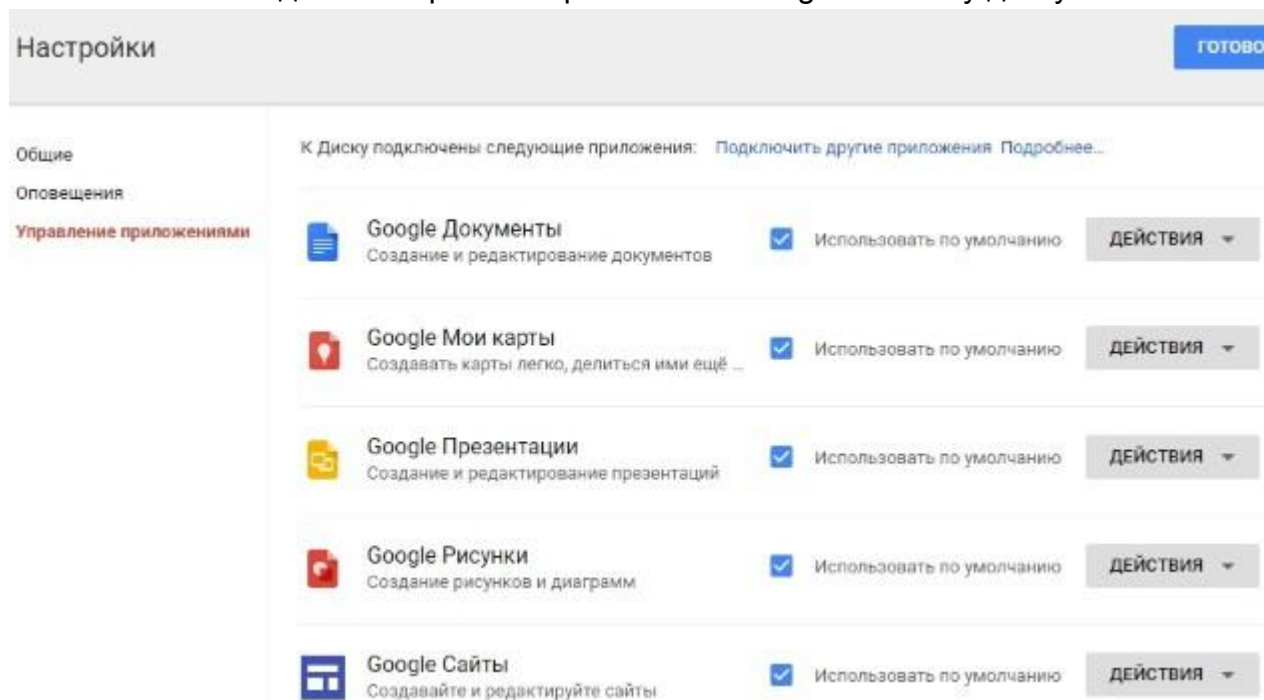 Настройки
ГОТОВО
Общие
Оповещения
Управление приложениями
К Диску подключены следующие приложения: Подключить другие приложения Подробнее...
Google Документы
Создание и редактирование документов
Использовать по умолчанию
ДЕЙСТВИЯ
Google Мои карты
Создавать карты легко, делиться ими ещё ...
Использовать по умолчанию
ДЕЙСТВИЯ
Google Презентации
Создание и редактирование презентаций
Использовать по умолчанию
ДЕЙСТВИЯ
Google Рисунки
Создание рисунков и диаграмм
Использовать по умолчанию
ДЕЙСТВИЯ
Google Сайты
Создавайте и редактируйте сайты
Использовать по умолчанию
ДЕЙСТВИЯ